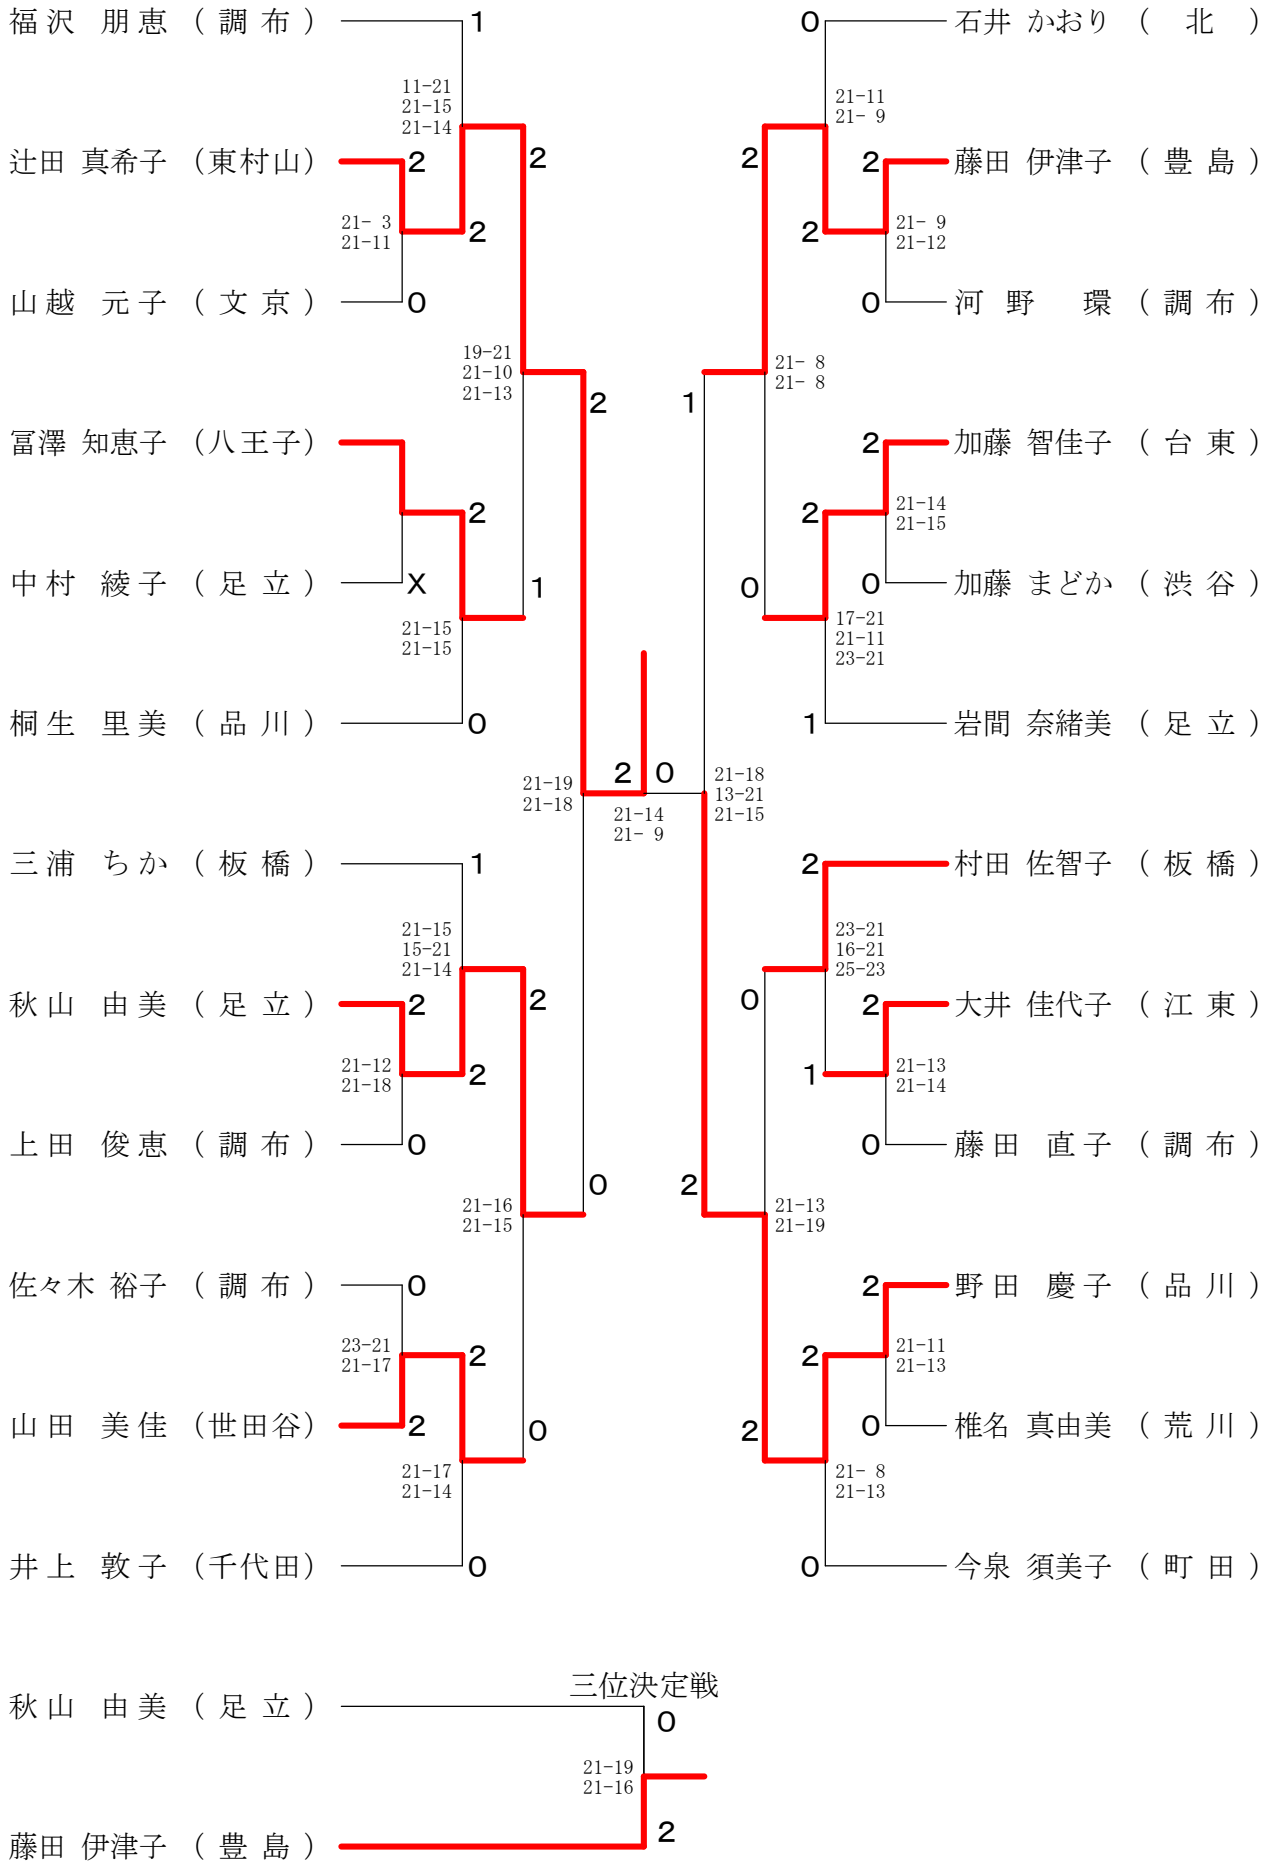 福沢 朋恵 (調布) 1
11-21
21-15
21-14
辻田 真希子 (東村山) 2
2
21- 3
21-11
2
山越 元子 (文京) 0
19-21
21-10
21-13
2
冨澤 知恵子 (八王子)
2
中村 綾子 (足立) X
1
21-15
21-15
桐生 里美 (品川) 0
21-19
21-18
三浦 ちか (板橋) 1
21-15
15-21
21-14
秋山 由美 (足立) 2
2
21-12
21-18
2
上田 俊恵 (調布) 0
0
21-16
21-15
佐々木 裕子 (調布) 0
23-21
21-17
2
山田 美佳 (世田谷) 2
0
21-17
21-14
井上 敦子 (千代田) 0
2 0
21-14
21- 9
0 石井 かおり (北)
21-11
21- 9
2
2 藤田 伊津子 (豊島)
2
21- 9
21-12
0 河野 環 (調布)
21- 8
21- 8
1
2 加藤 智佳子 (台東)
2
21-14
21-15
0
0 加藤 まどか (渋谷)
17-21
21-11
23-21
1 岩間 奈緒美 (足立)
21-18
13-21
21-15
2 村田 佐智子 (板橋)
23-21
16-21
25-23
0
2 大井 佳代子 (江東)
1
21-13
21-14
0 藤田 直子 (調布)
2
21-13
21-19
2 野田 慶子 (品川)
2
21-11
21-13
2
0 椎名 真由美 (荒川)
21- 8
21-13
0 今泉 須美子 (町田)
三位決定戦
秋山 由美 (足立) 0
21-19
21-16
藤田 伊津子 (豊島) 2